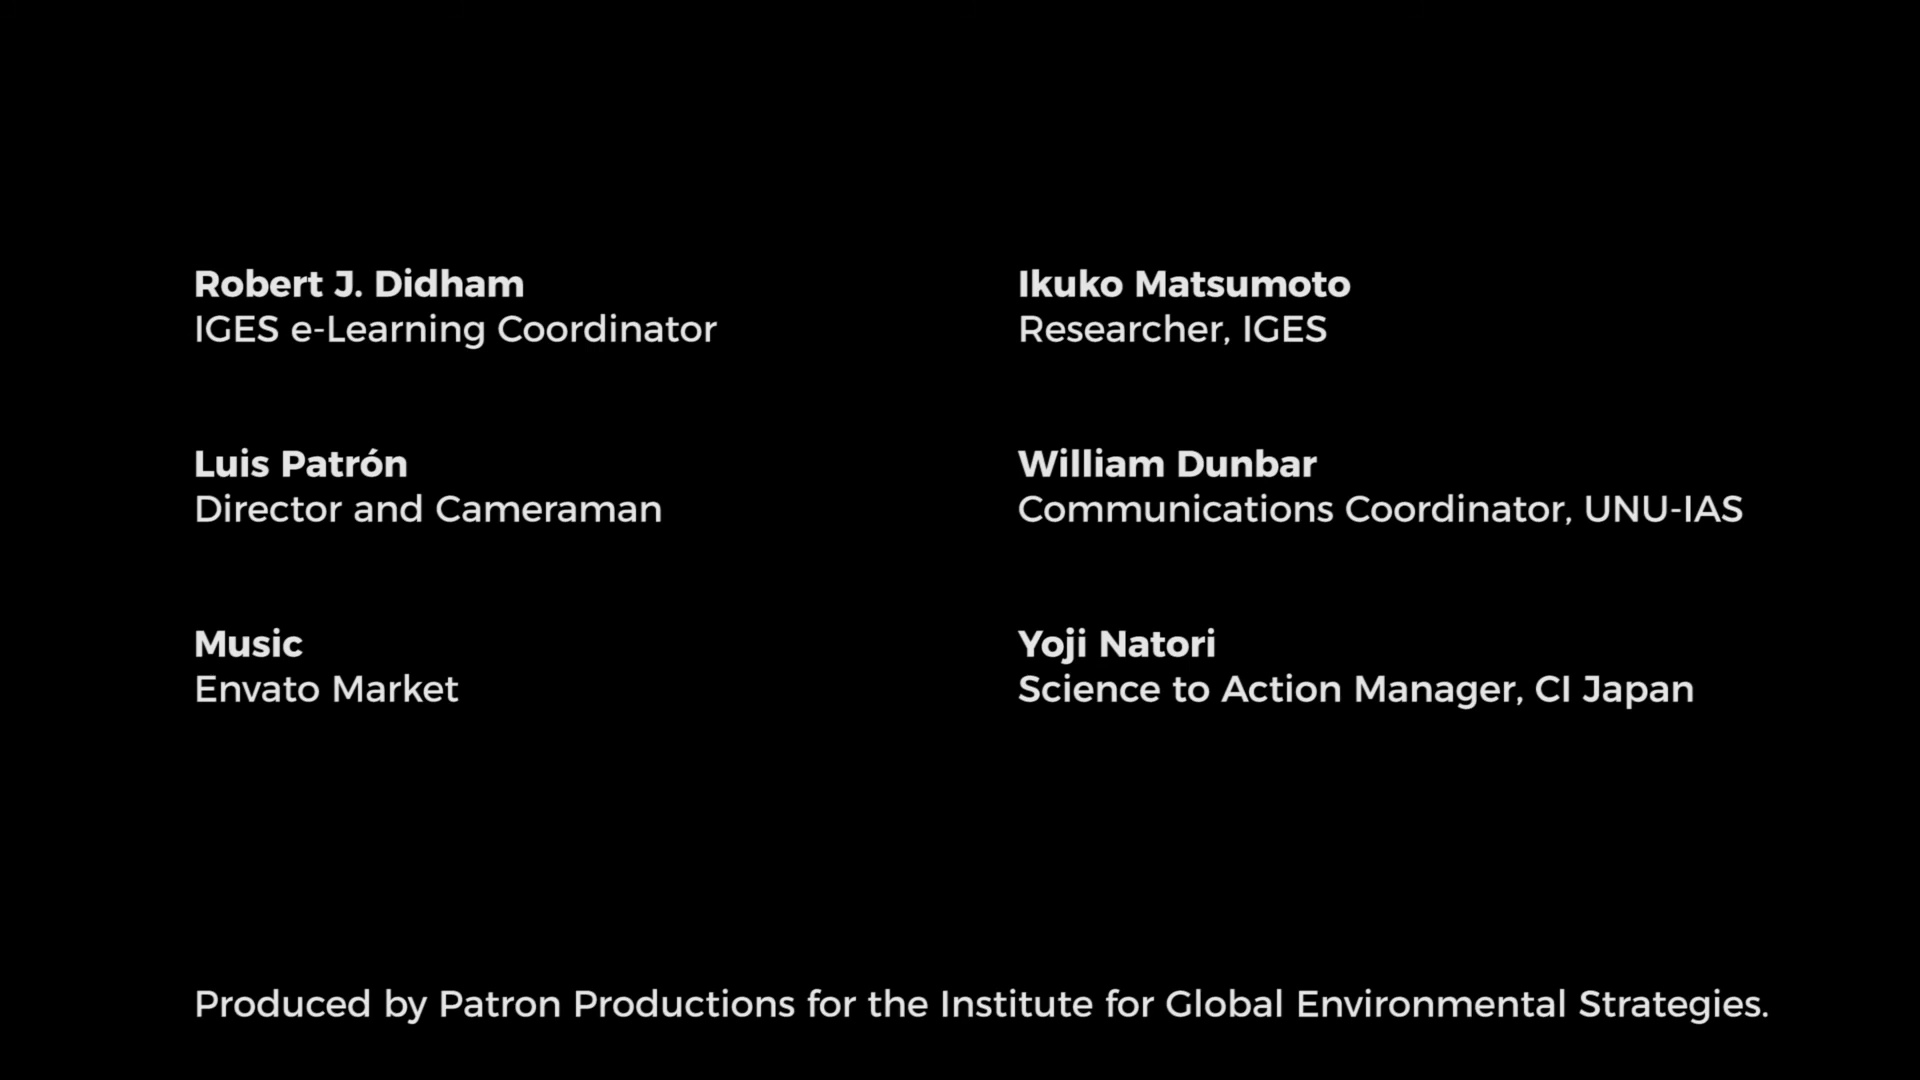 Robert J. Didham
IGES e-Learning Coordinator
Luis Patrón
Director and Cameraman
Music
Envato Market
Ikuko Matsumoto
Researcher, IGES
William Dunbar
Communications Coordinator, UNU-IAS
Yoji Natori
Science to Action Manager, CI Japan
Produced by Patron Productions for the Institute for Global Environmental Strategies.